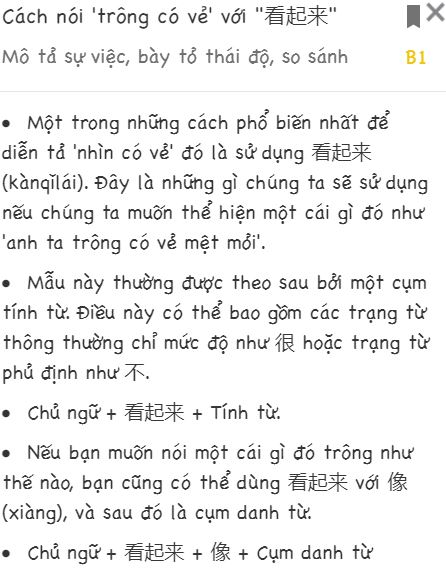 Cách nói 'trông có vẻ' với "看起来"
Mô tả sự việc, bày tỏ thái độ, so sánh
B1
• Một trong những cách phổ biến nhất để
diễn tả 'nhìn có vẻ' đó là sử dụng 看起来
(kànqǐlái). Đây là những gì chúng ta sẽ sử dụng
nếu chúng ta muốn thể hiện một cái gì đó như
'anh ta trông có vẻ mệt mỏi'.
• Mẫu này thường được theo sau bởi một cụm
tính từ. Điều này có thể bao gồm các trạng từ
thông thường chỉ mức độ như 很 hoặc trạng từ
phủ định như 不.
• Chủ ngữ + 看起来 + Tính từ.
• Nếu bạn muốn nói một cái gì đó trông như
thế nào, bạn cũng có thể dùng 看起来 với 像
(xiàng), và sau đó là cụm danh từ.
• Chủ ngữ + 看起来 + 像 + Cụm danh từ